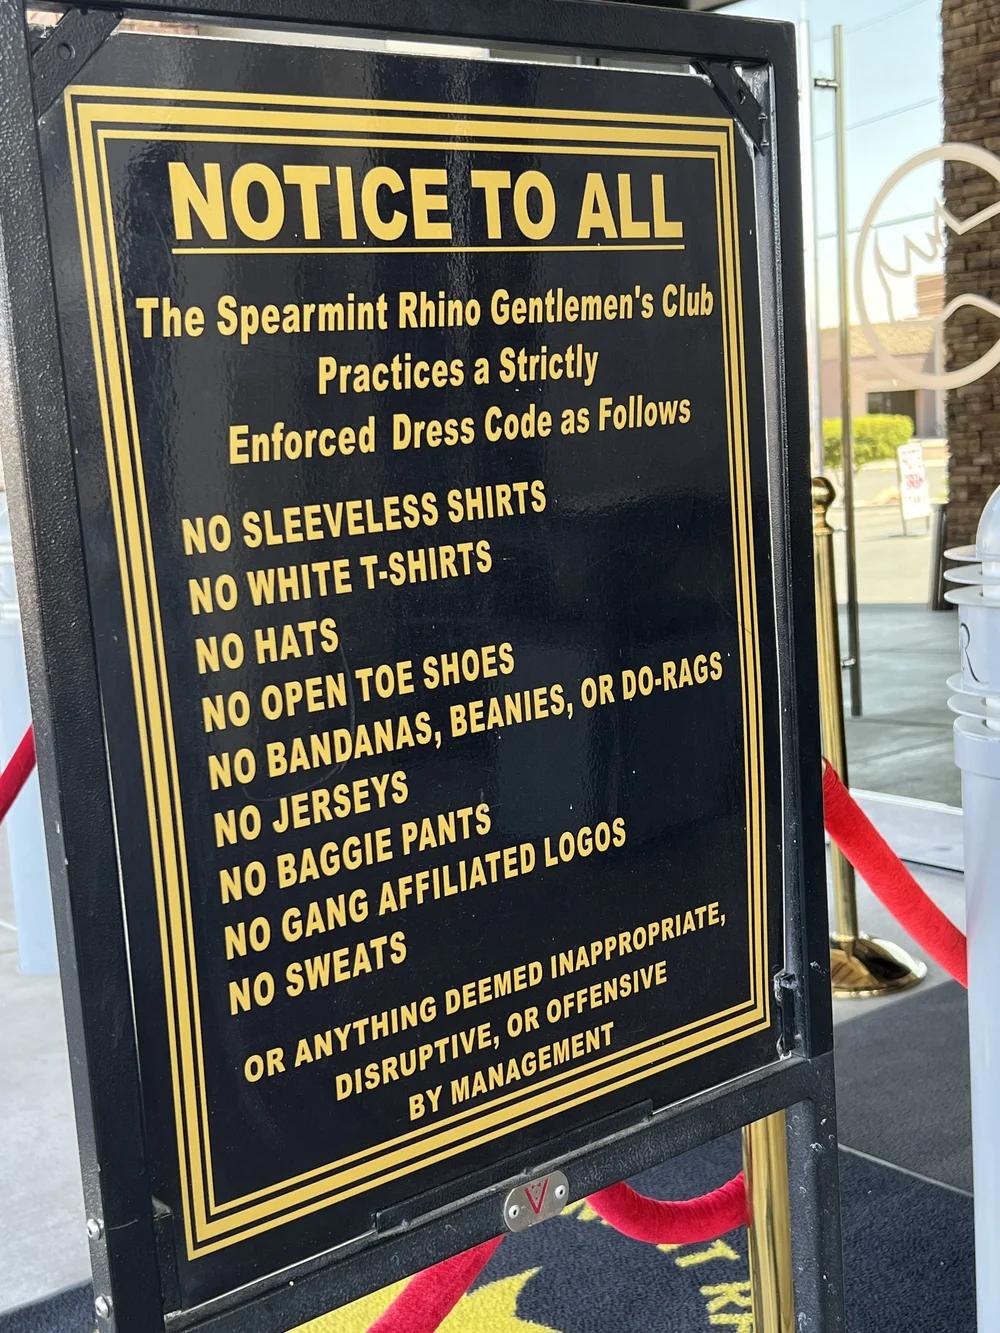 NOTICE TO ALL
The Spearmint Rhino Gentlemen's Club
Practices a Strictly
Enforced Dress Code as Follows
NO SLEEVELESS SHIRTS
NO WHITE T-SHIRTS
NO HATS
NO OPEN TOE SHOES
NO BANDANAS, BEANIES, OR DO-RAGS
NO JERSEYS
NO BAGGIE PANTS
NO GANG AFFILIATED LOGOS
NO SWEATS
OR ANYTHING DEEMED INAPPROPRIATE,
DISRUPTIVE, OR OFFENSIVE
BY MANAGEMENT